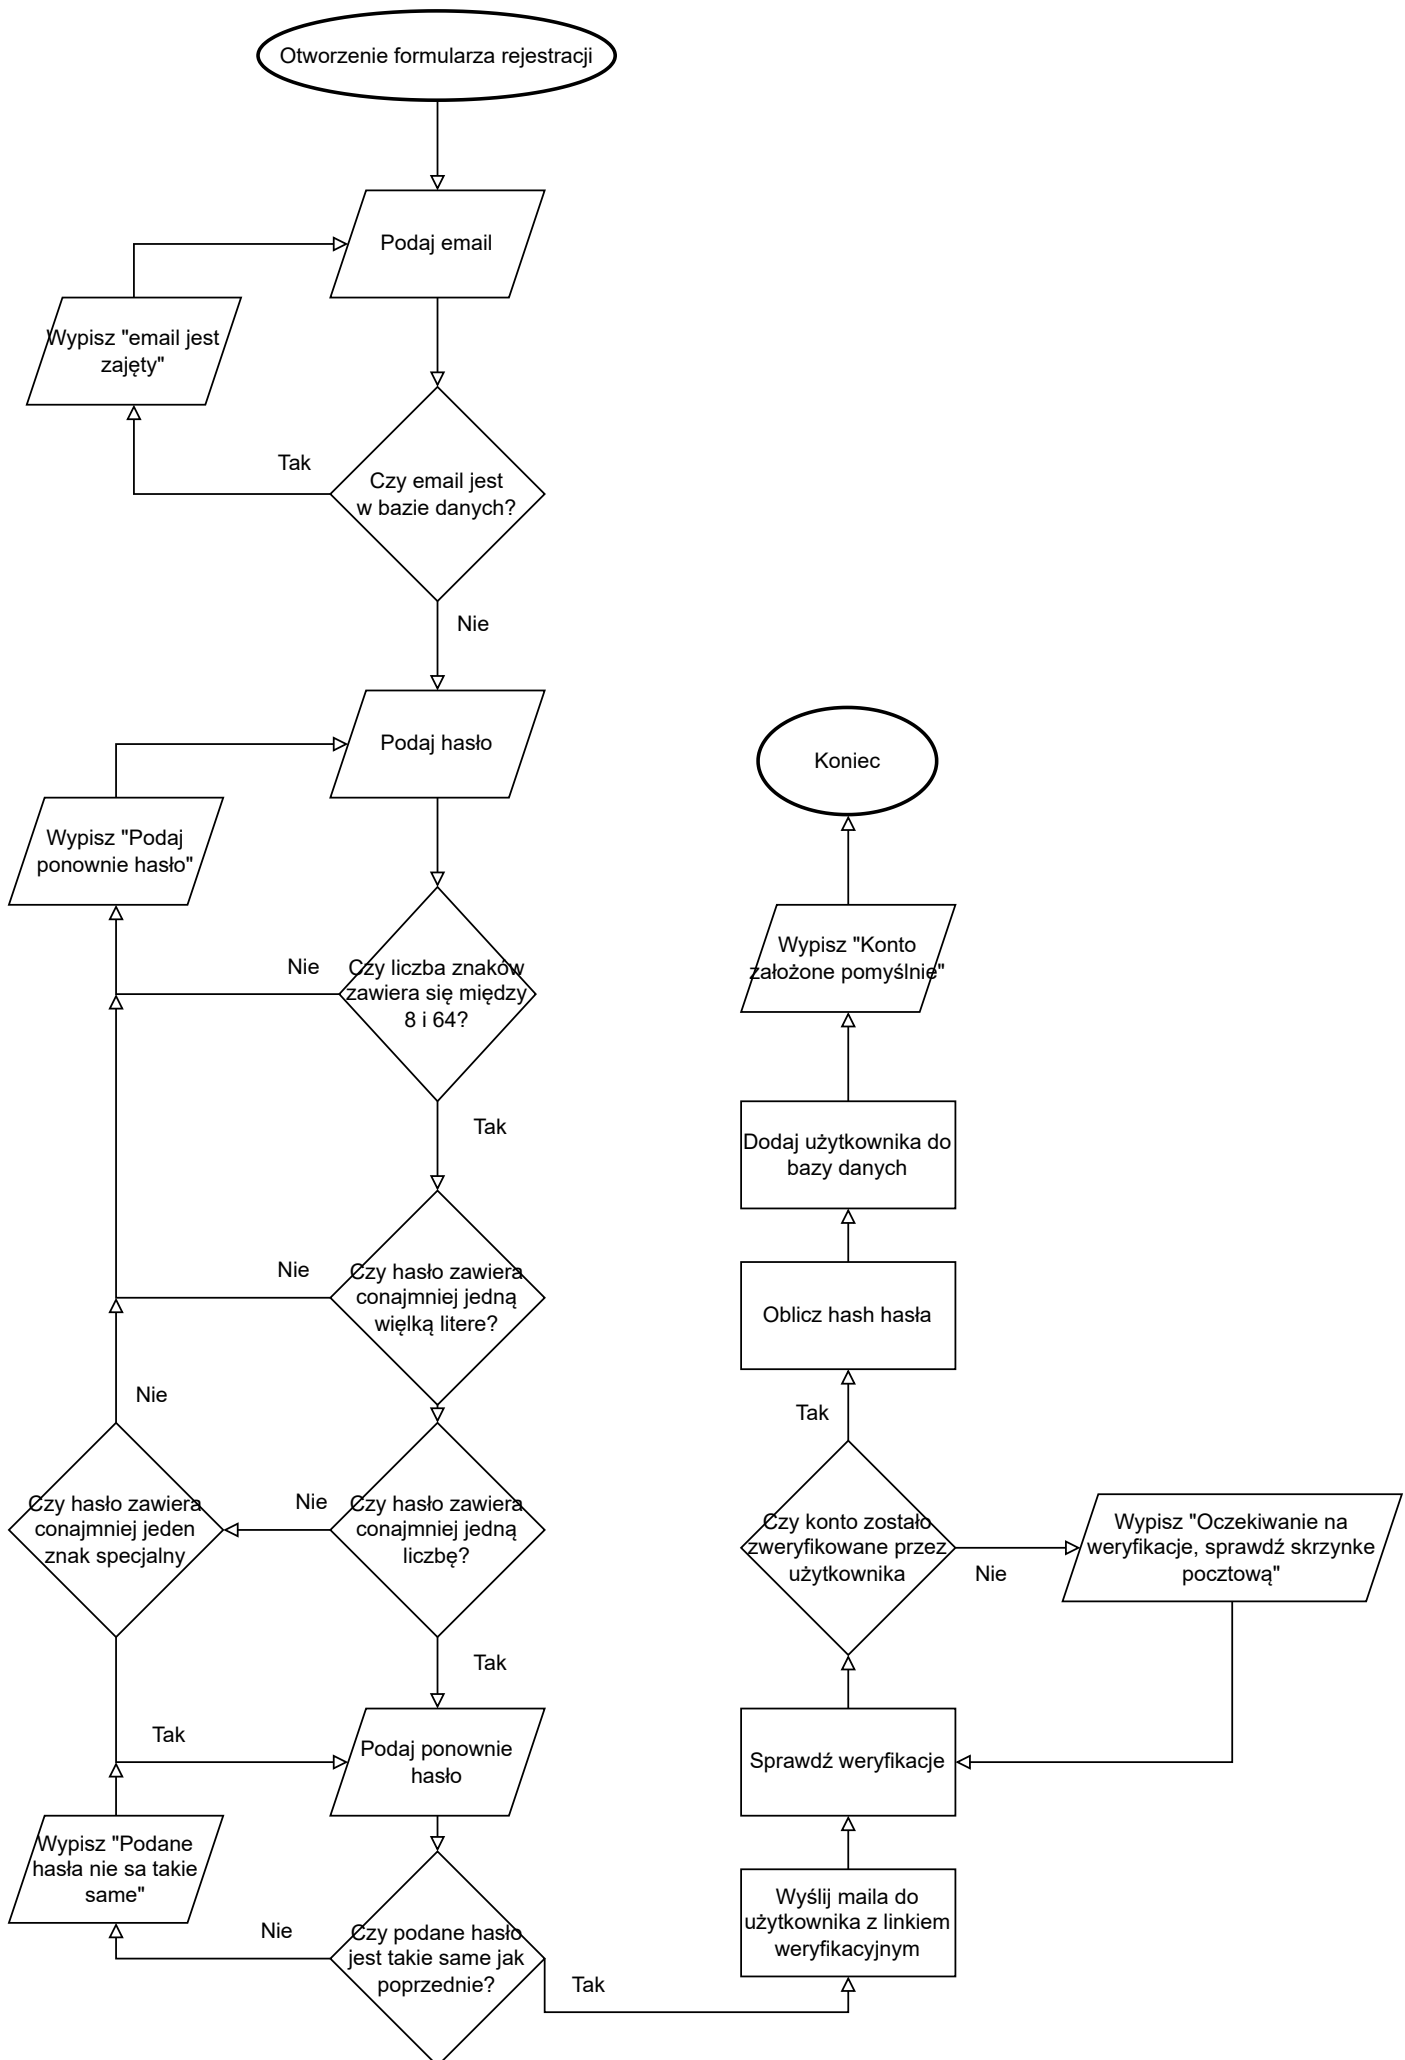 Otworzenie formularza rejestracji
Podaj email
Wypisz "email jest
zajęty"
Tak
Czy email jest
w bazie danych?
Nie
Podaj hasło
Wypisz "Podaj
ponownie hasło"
Nie
Czy liczba znaków
zawiera się między
8 i 64?
Tak
Nie
Czy hasło zawiera
conajmniej jedną
więlką litere?
Nie
Czy hasło zawiera
conajmniej jeden
znak specjalny
Nie
Czy hasło zawiera
conajmniej jedną
liczbę?
Tak
Tak
Podaj ponownie
hasło
Wypisz "Podane
hasła nie sa takie
same"
Nie
Czy podane hasło
jest takie same jak
poprzednie?
Tak
Wyślij maila do
użytkownika z linkiem
weryfikacyjnym
Sprawdź weryfikacje
Czy konto zostało
zweryfikowane przez
użytkownika
Nie
Wypisz "Oczekiwanie na
weryfikacje, sprawdź skrzynke
pocztową"
Tak
Oblicz hash hasła
Dodaj użytkownika do
bazy danych
Wypisz "Konto
założone pomyślnie"
Koniec